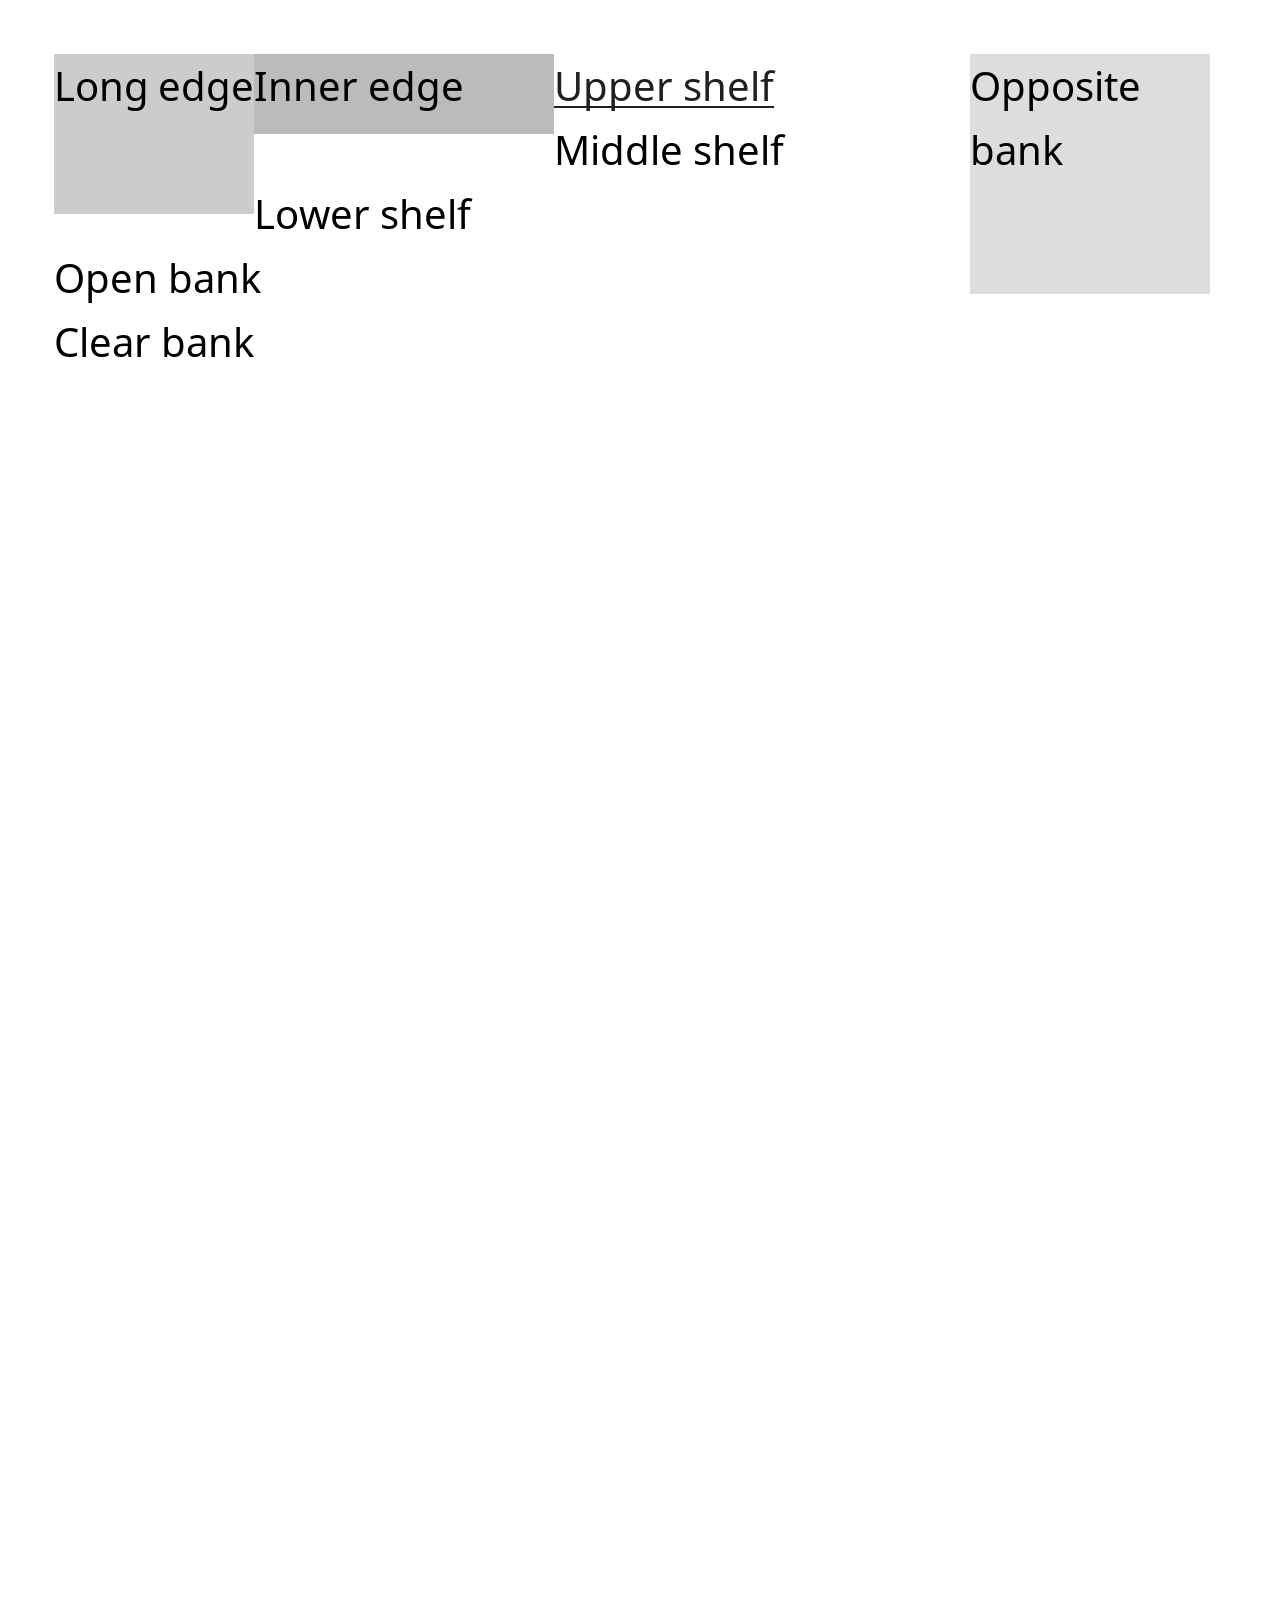 Long edge
Inner edge
Upper shelf
Middle shelf
Lower shelf
Open bank
Clear bank
Opposite
bank